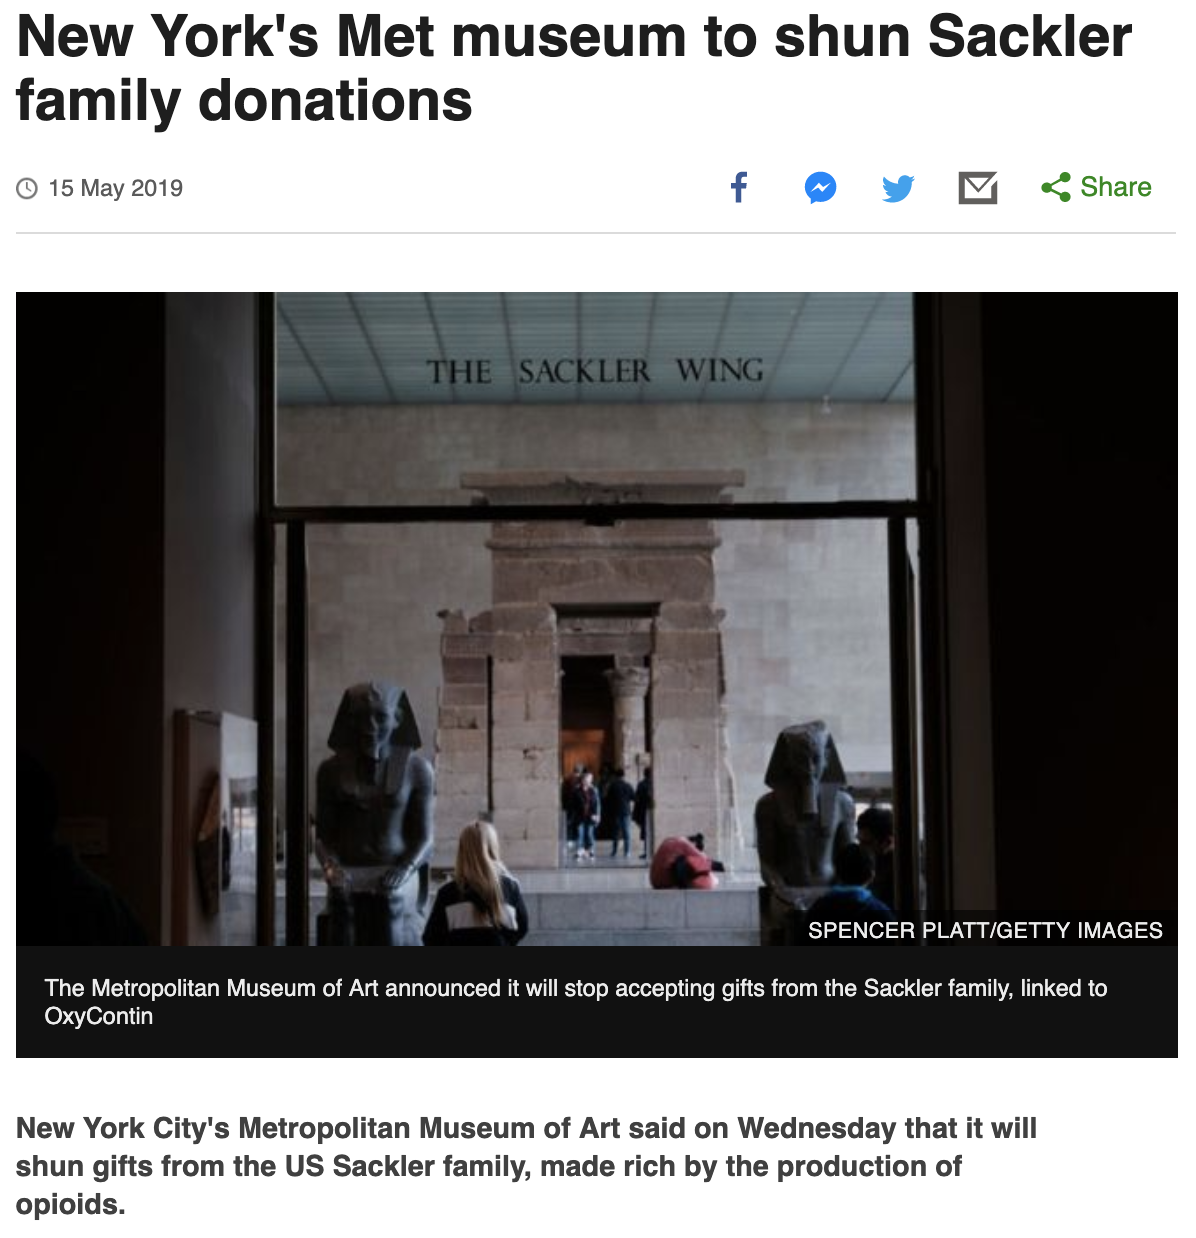 New York's Met museum to shun Sackler
family donations
15 May 2019
Share
THE SACKLER WING
SPENCER PLATT/GETTY IMAGES
The Metropolitan Museum of Art announced it will stop accepting gifts from the Sackler family, linked to
OxyContin
New York City's Metropolitan Museum of Art said on Wednesday that it will
shun gifts from the US Sackler family, made rich by the production of
opioids.